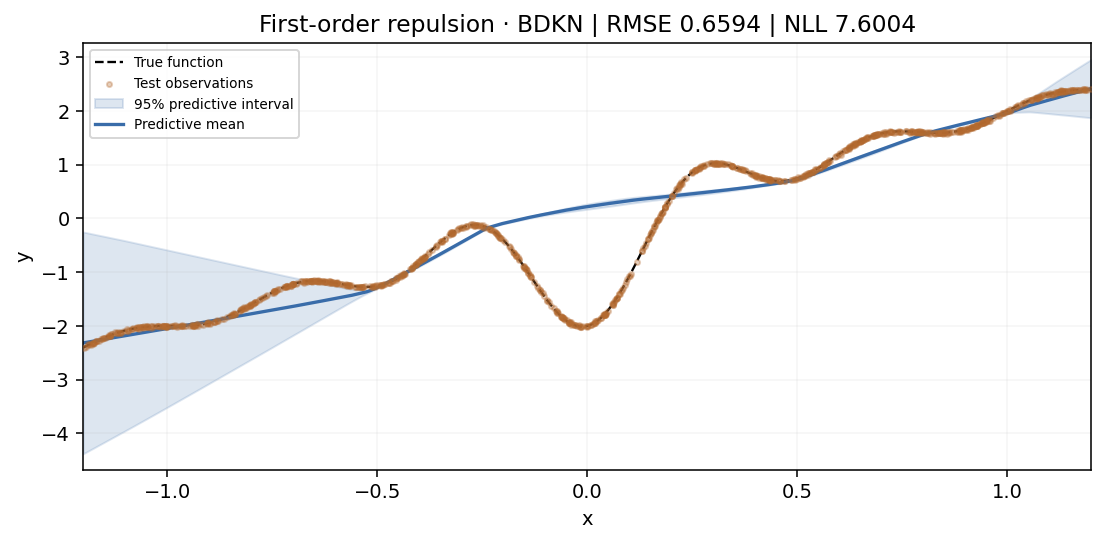 First-order repulsion · BDKN | RMSE 0.6594 | NLL 7.6004
True function
Test observations
95% predictive interval
Predictive mean
3
2
1
0
−1
−2
−3
−4
y
−1.0 −0.5 0.0 0.5 1.0
x